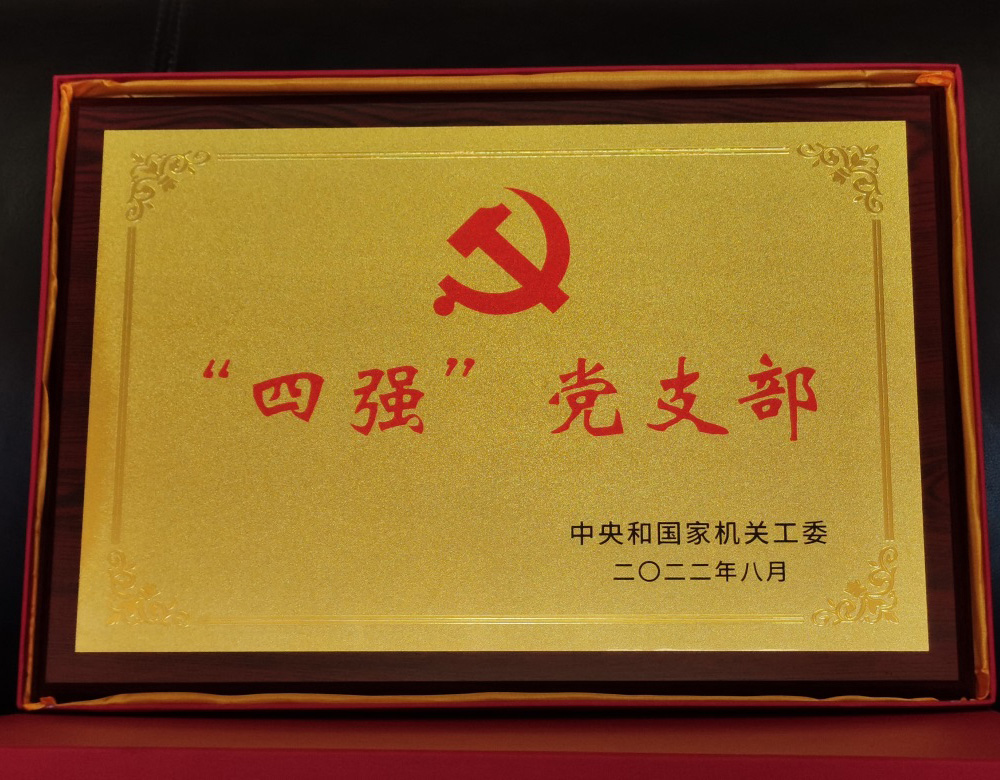 “四强”党支部
中央和国家机关工委
二〇二二年八月